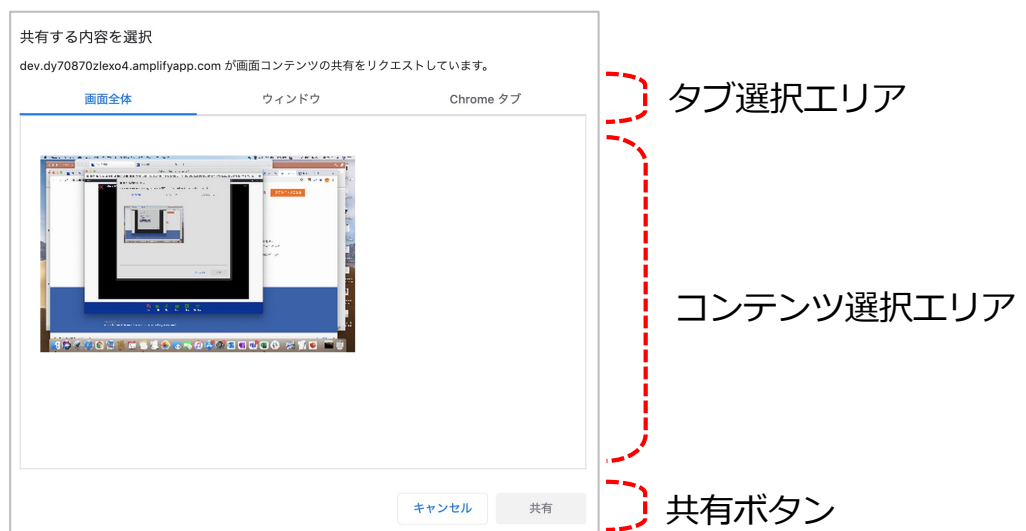 共有する内容を選択
dev.dy70870zlexo4.amplifyapp.com が画面コンテンツの共有をリクエストしています。
画面全体 ウィンドウ Chrome タブ
タブ選択エリア
コンテンツ選択エリア
キャンセル 共有
共有ボタン